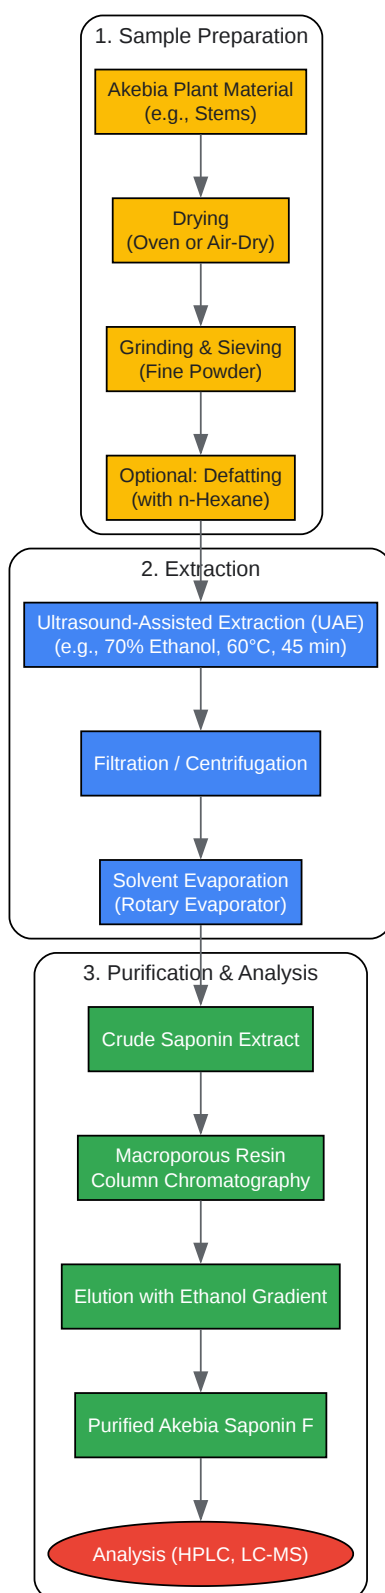 1. Sample Preparation
Akebia Plant Material
(e.g., Stems)
Drying
(Oven or Air-Dry)
Grinding & Sieving
(Fine Powder)
Optional: Defatting
(with n-Hexane)
2. Extraction
Ultrasound-Assisted Extraction (UAE)
(e.g., 70% Ethanol, 60°C, 45 min)
Filtration / Centrifugation
Solvent Evaporation
(Rotary Evaporator)
3. Purification & Analysis
Crude Saponin Extract
Macroporous Resin
Column Chromatography
Elution with Ethanol Gradient
Purified Akebia Saponin F
Analysis (HPLC, LC-MS)